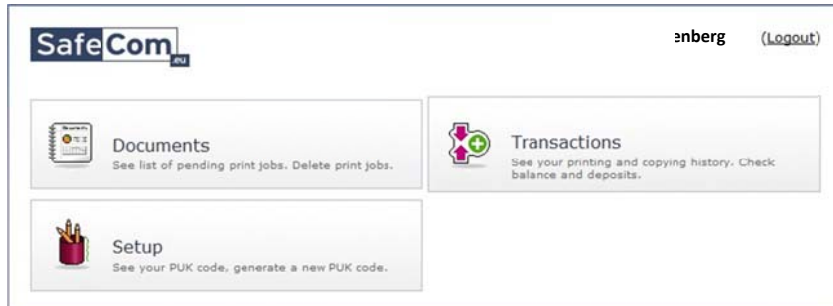 SafeCom
.eu
(Logout)
Documents
See list of pending print jobs. Delete print jobs.
Transactions
See your printing and copying history. Check
balance and deposits.
Setup
See your PUK code, generate a new PUK code.